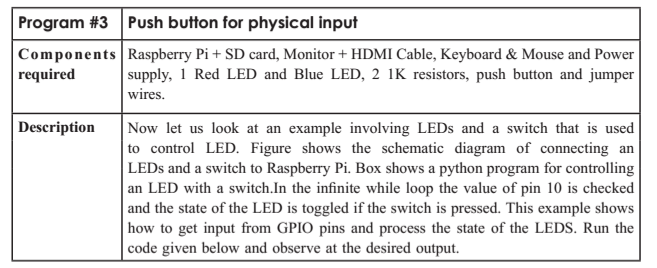 Program #3 Push button for physical input
Components required Raspberry Pi + SD card, Monitor + HDMI Cable, Keyboard & Mouse and Power
supply, 1 Red LED and Blue LED, 2 1K resistors, push button and jumper
wires.
Description Now let us look at an example involving LEDs and a switch that is used
to control LED. Figure shows the schematic diagram of connecting an
LEDs and a switch to Raspberry Pi. Box shows a python program for controlling
an LED with a switch.In the infinite while loop the value of pin 10 is checked
and the state of the LED is toggled if the switch is pressed. This example shows
how to get input from GPIO pins and process the state of the LEDS. Run the
code given below and observe at the desired output.